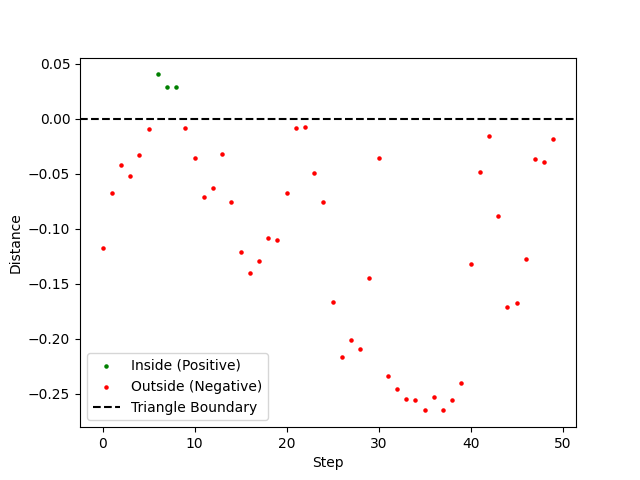 0.05
0.00
−0.05
−0.10
−0.15
−0.20
−0.25
Distance
Inside (Positive)
Outside (Negative)
Triangle Boundary
0 10 20 30 40 50
Step